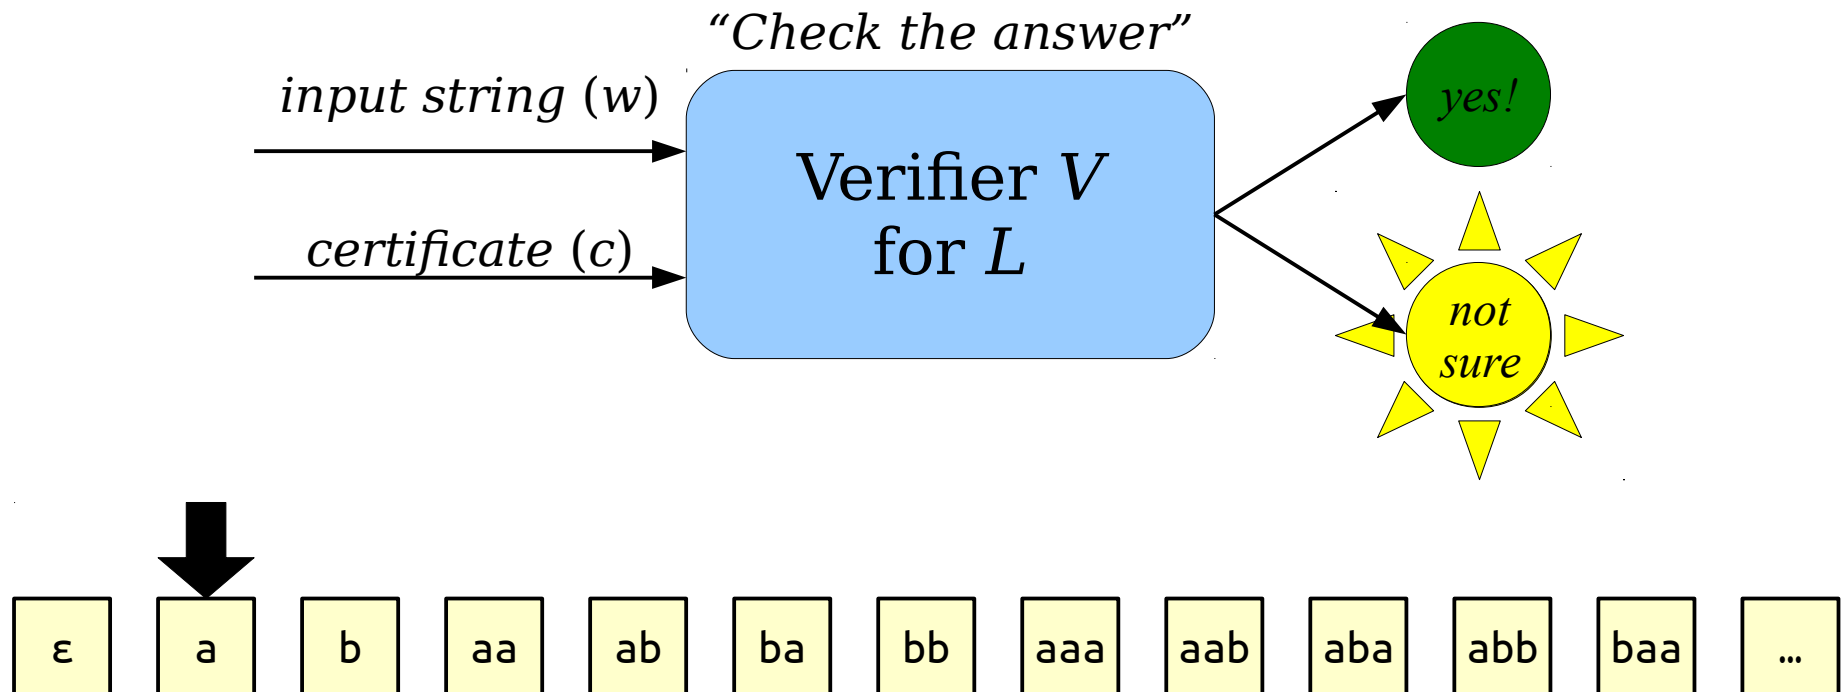 “Check the answer”
input string (w)
certificate (c)
Verifier V
for L
yes!
not
sure
ε a b aa ab ba bb aaa aab aba abb baa …